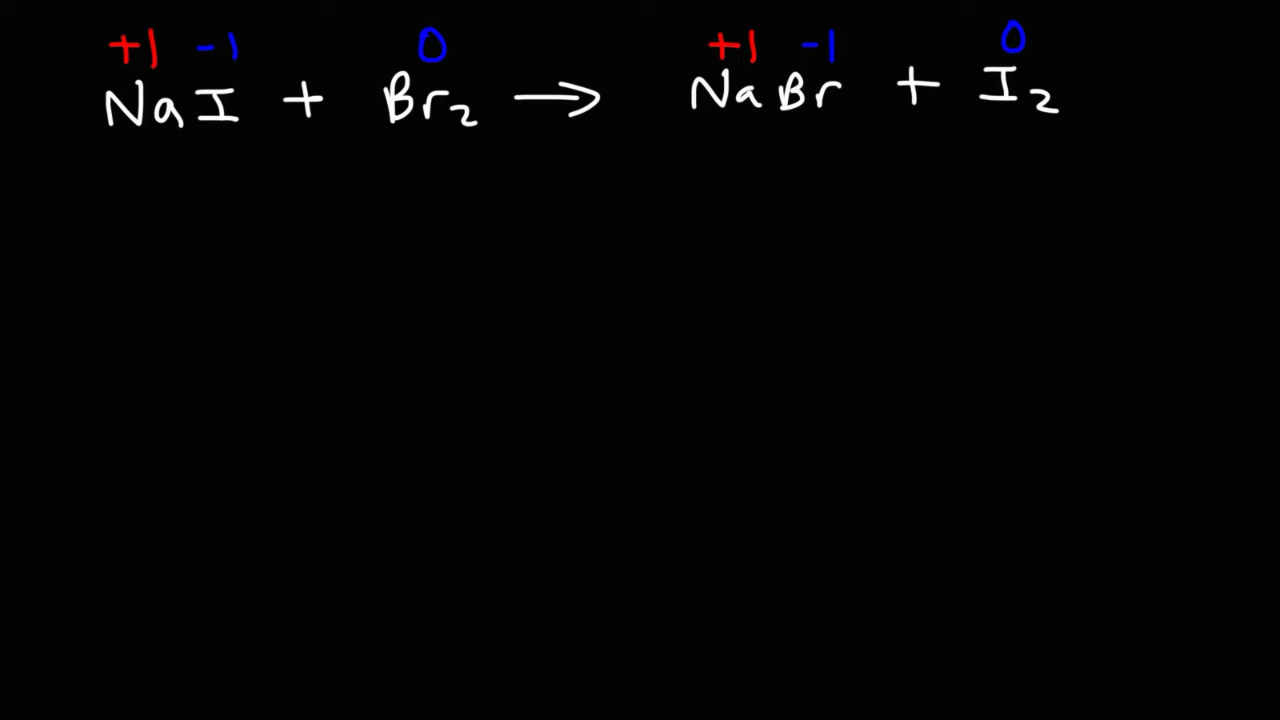 +1 -1 0 +1 -1 0
NaI + Br₂ → NaBr + I₂